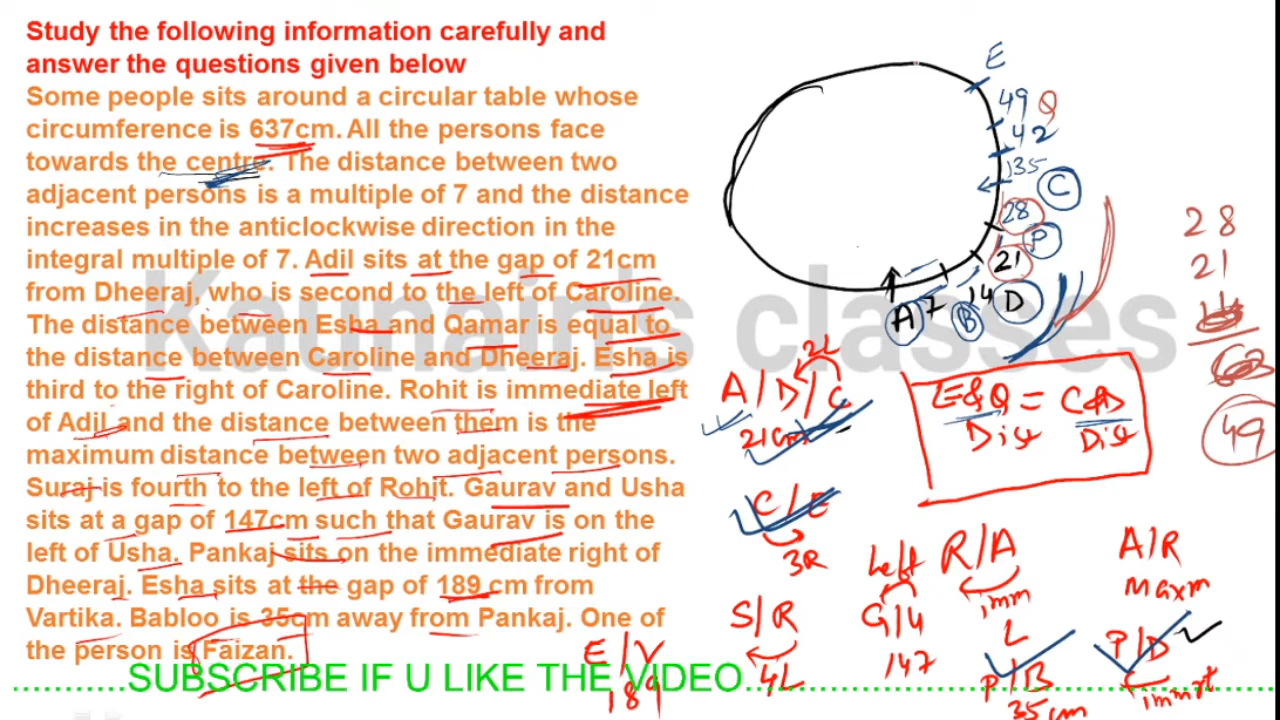 Study the following information carefully and
answer the questions given below
Some people sits around a circular table whose
circumference is 637cm. All the persons face
towards the centre. The distance between two
adjacent persons is a multiple of 7 and the distance
increases in the anticlockwise direction in the
integral multiple of 7. Adil sits at the gap of 21cm
from Dheeraj, who is second to the left of Caroline.
The distance between Esha and Qamar is equal to
the distance between Caroline and Dheeraj. Esha is
third to the right of Caroline. Rohit is immediate left
of Adil and the distance between them is the
maximum distance between two adjacent persons.
Suraj is fourth to the left of Rohit. Gaurav and Usha
sits at a gap of 147cm such that Gaurav is on the
left of Usha. Pankaj sits on the immediate right of
Dheeraj. Esha sits at the gap of 189 cm from
Vartika. Babloo is 35cm away from Pankaj. One of
the person is Faizan.
Kaunain's classes
E
49 Q
42
135
C
28
P
21
D
14
B
7
A
28
21
14
63
49
2L
A/D/C
21cm
E&Q = C&D
Dist Dist
C/E
3R
Left
G/U
147
R/A
imm
L
A/R
maxm
S/R
4L
P/B
35cm
P/D
immrt
E/V
189
...........SUBSCRIBE IF U LIKE THE VIDEO....................